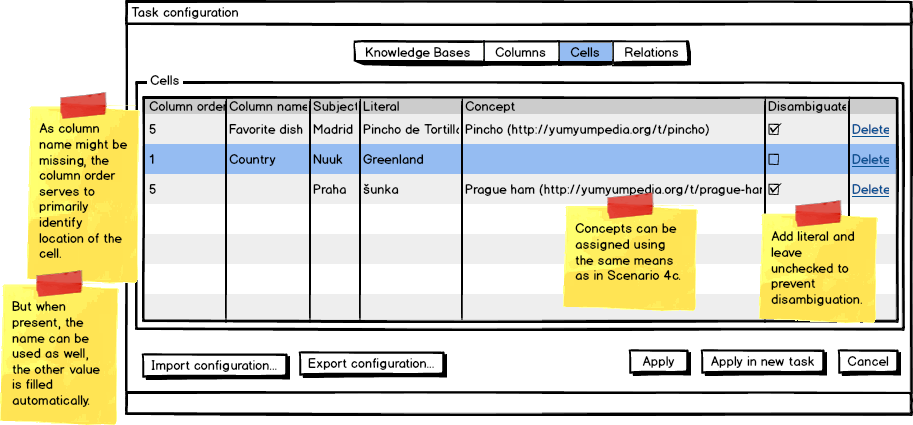 Task configuration
Knowledge Bases Columns Cells Relations
Cells
Column order Column name Subject Literal Concept Disambiguate
5 Favorite dish Madrid Pincho de Tortilla Pincho (http://yumyumpedia.org/t/pincho) Delete
1 Country Nuuk Greenland Delete
5 Praha šunka Prague ham (http://yumyumpedia.org/t/prague-ham Delete
As column
name might be
missing, the
column order
serves to
primarily
identify
location of the
cell.
But when
present, the
name can be
used as well,
the other value
is filled
automatically.
Concepts can be
assigned using
the same means
as in Scenario 4c.
Add literal and
leave
unchecked to
prevent
disambiguation.
Import configuration...
Export configuration...
Apply
Apply in new task
Cancel